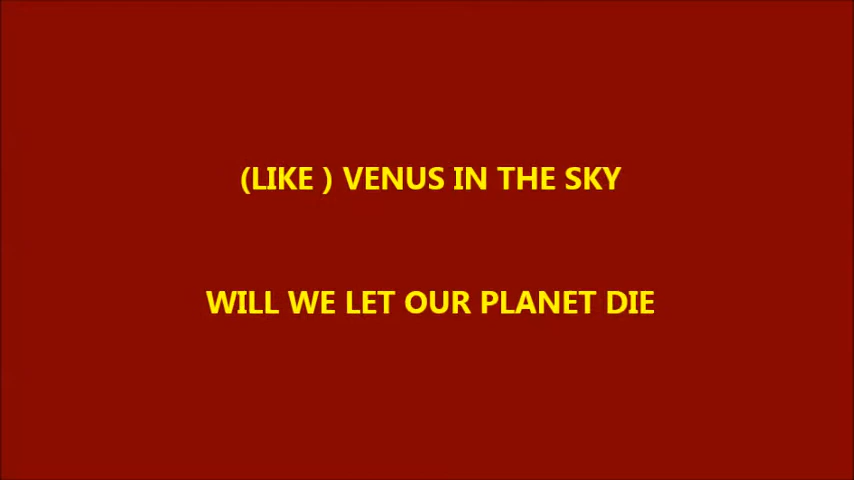 (LIKE ) VENUS IN THE SKY
WILL WE LET OUR PLANET DIE